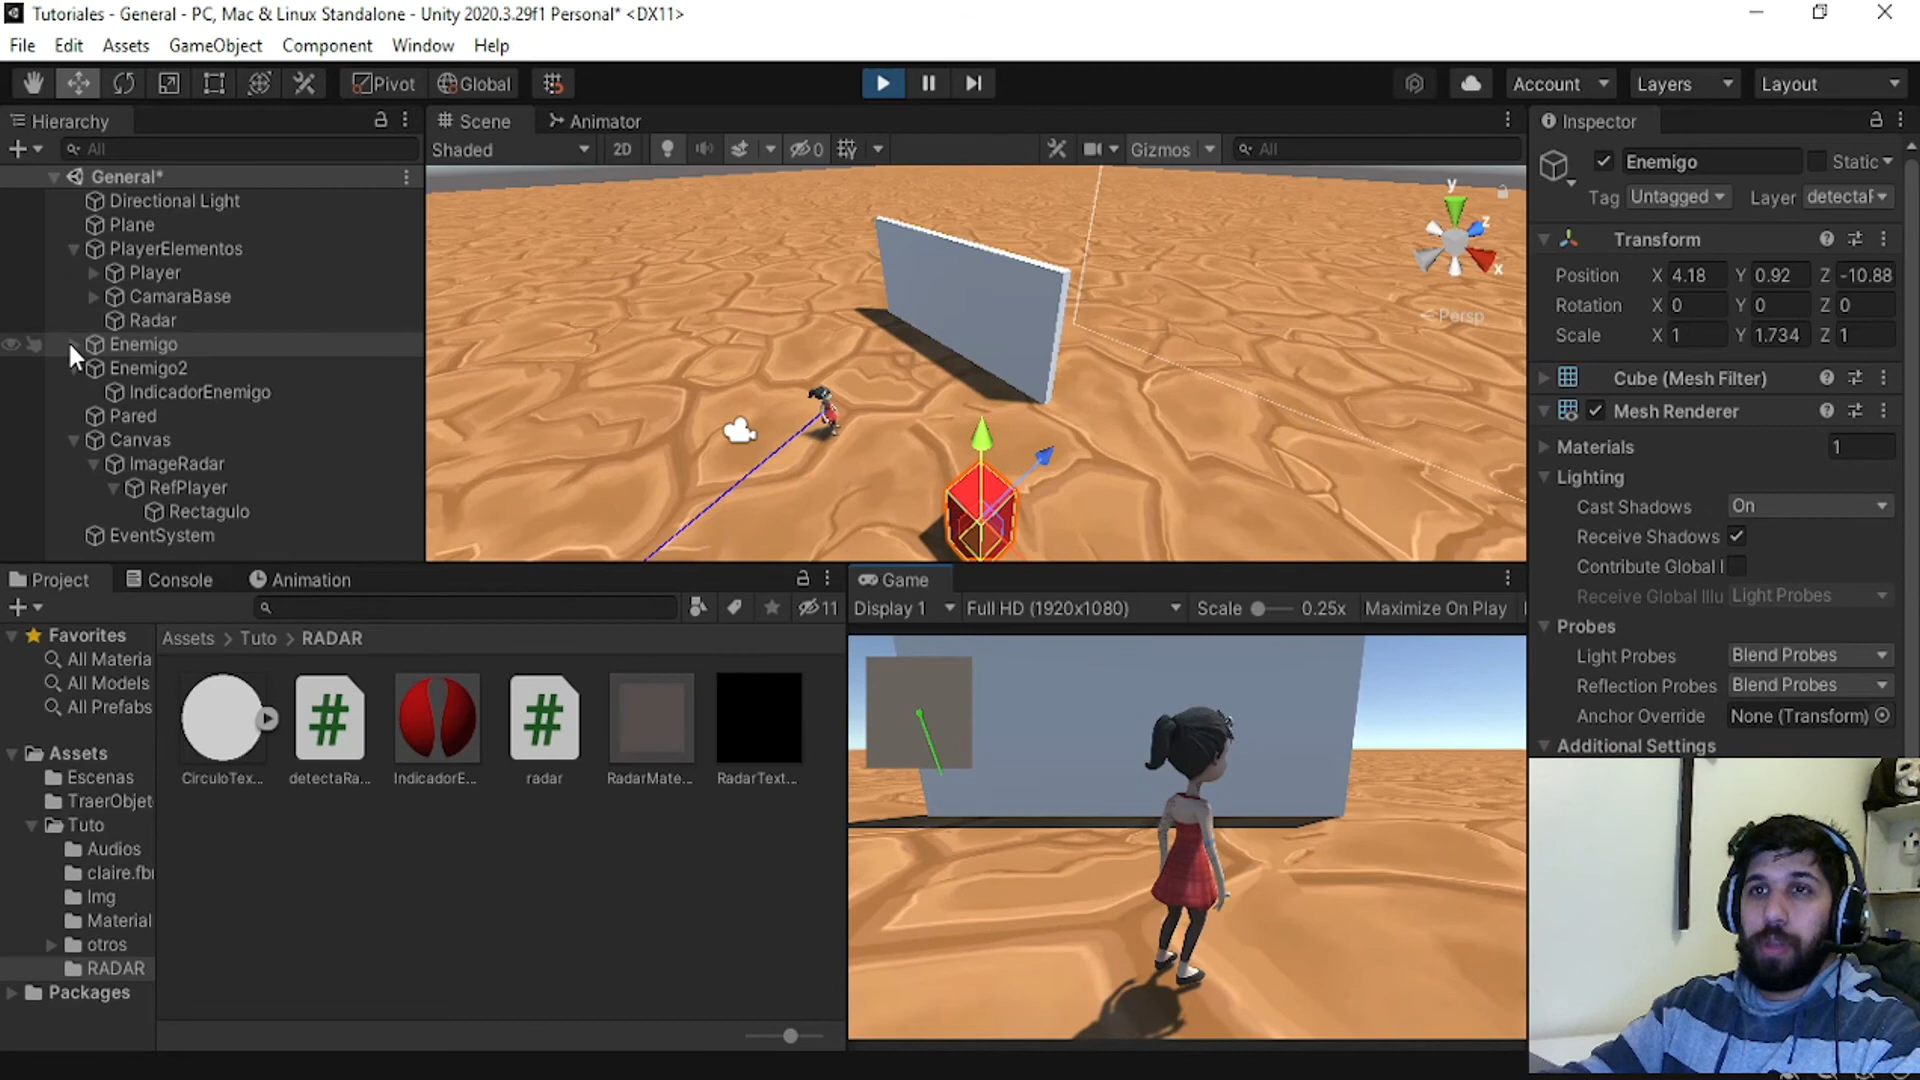 Tutoriales - General - PC, Mac & Linux Standalone - Unity 2020.3.29f1 Personal* <DX11>
File Edit Assets GameObject Component Window Help
Pivot Global Account Layers Layout
Hierarchy
All
General*
Directional Light
Plane
PlayerElementos
Player
CamaraBase
Radar
Enemigo
Enemigo2
IndicadorEnemigo
Pared
Canvas
ImageRadar
RefPlayer
Rectagulo
EventSystem
Scene Animator
Shaded 2D 0 Gizmos All
y
z
x
Persp
Inspector
Enemigo Static
Tag Untagged Layer detectaF
Transform
Position X 4.18 Y 0.92 Z -10.88
Rotation X 0 Y 0 Z 0
Scale X 1 Y 1.734 Z 1
Cube (Mesh Filter)
Mesh Renderer
Materials 1
Lighting
Cast Shadows On
Receive Shadows
Contribute Global I
Receive Global Illu Light Probes
Probes
Light Probes Blend Probes
Reflection Probes Blend Probes
Anchor Override None (Transform)
Additional Settings
Project Console Animation
11
Favorites
All Materia
All Models
All Prefabs
Assets
Escenas
TraerObjet
Tuto
Audios
claire.fb
Img
Material
otros
RADAR
Packages
Assets > Tuto > RADAR
CirculoTex... detectaRa... IndicadorE... radar RadarMate... RadarText...
Game
Display 1 Full HD (1920x1080) Scale 0.25x Maximize On Play